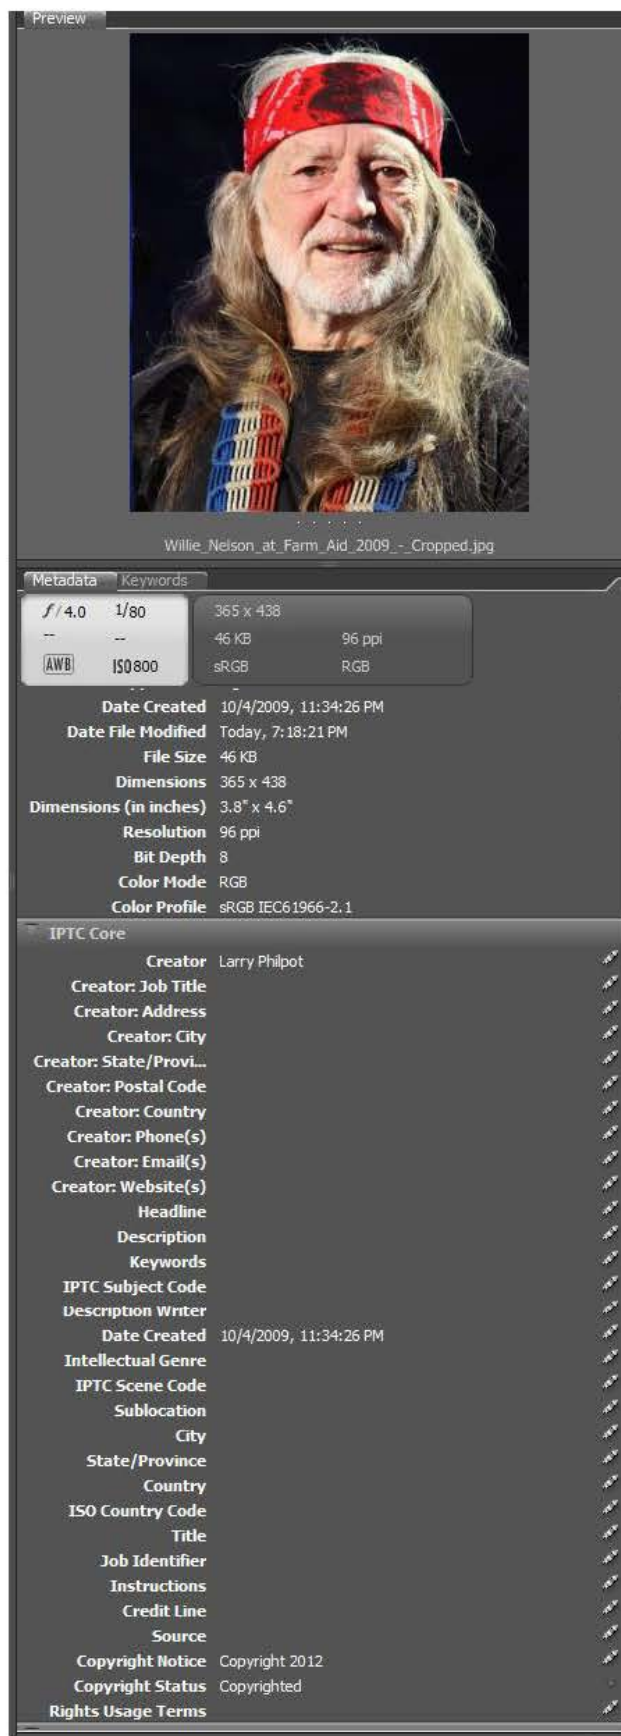 Preview
Willie_Nelson_at_Farm_Aid_2009_-_Cropped.jpg
Metadata Keywords
f/4.0 1/80 365 x 438
-- -- 46 KB 96 ppi
AWB ISO800 sRGB RGB
Date Created 10/4/2009, 11:34:26 PM
Date File Modified Today, 7:18:21 PM
File Size 46 KB
Dimensions 365 x 438
Dimensions (in inches) 3.8" x 4.6"
Resolution 96 ppi
Bit Depth 8
Color Mode RGB
Color Profile sRGB IEC61966-2.1
IPTC Core
Creator Larry Philpot
Creator: Job Title
Creator: Address
Creator: City
Creator: State/Provi...
Creator: Postal Code
Creator: Country
Creator: Phone(s)
Creator: Email(s)
Creator: Website(s)
Headline
Description
Keywords
IPTC Subject Code
Description Writer
Date Created 10/4/2009, 11:34:26 PM
Intellectual Genre
IPTC Scene Code
Sublocation
City
State/Province
Country
ISO Country Code
Title
Job Identifier
Instructions
Credit Line
Source
Copyright Notice Copyright 2012
Copyright Status Copyrighted
Rights Usage Terms